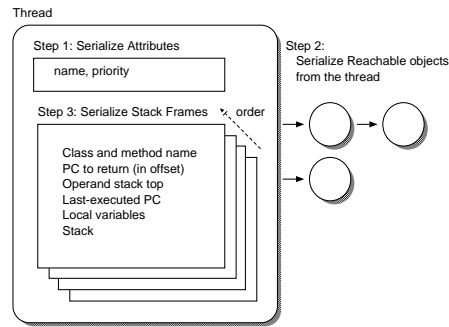 Thread
Step 1: Serialize Attributes
name, priority
Step 2:
Serialize Reachable objects
from the thread
Step 3: Serialize Stack Frames
order
Class and method name
PC to return (in offset)
Operand stack top
Last-executed PC
Local variables
Stack